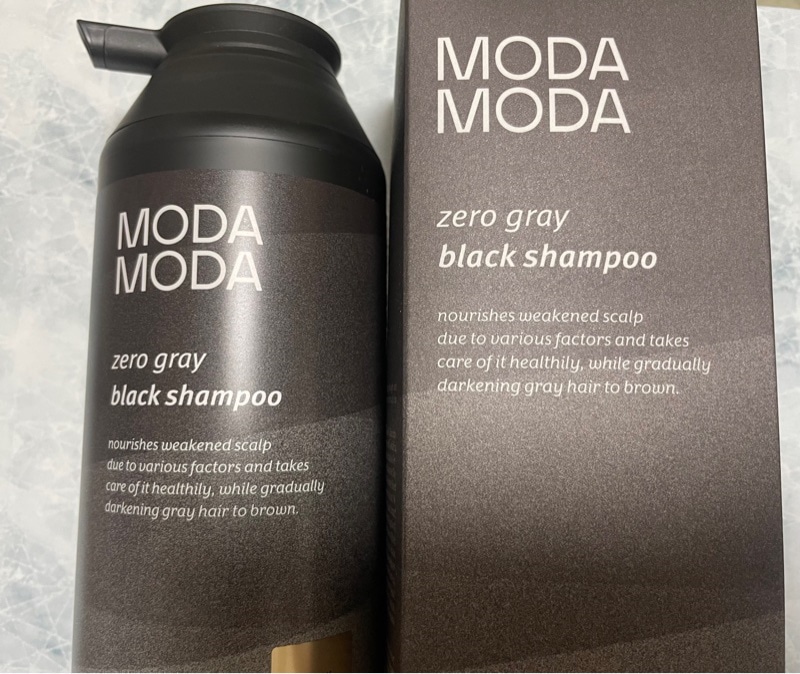 MODA
MODA
zero gray
black shampoo
nourishes weakened scalp
due to various factors and takes
care of it healthily, while gradually
darkening gray hair to brown.
MODA
MODA
zero gray
black shampoo
nourishes weakened scalp
due to various factors and takes
care of it healthily, while gradually
darkening gray hair to brown.